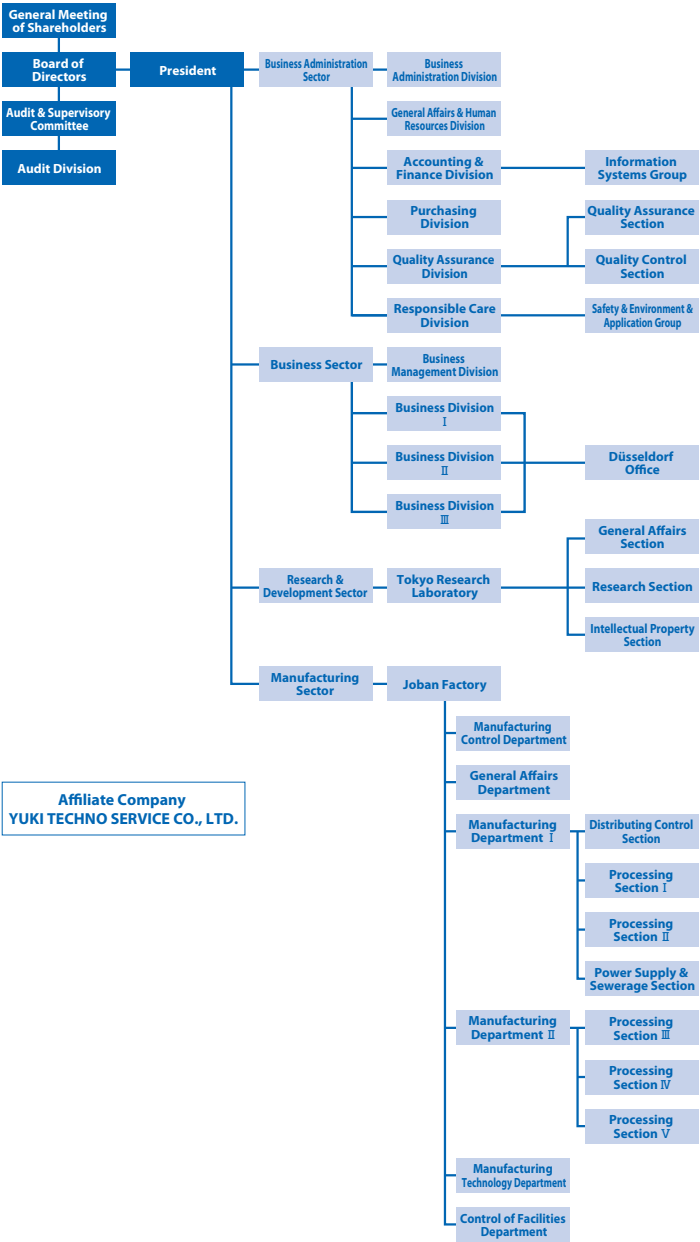 General Meeting
of Shareholders
Board of
Directors
President
Business Administration
Sector
Business
Administration Division
Audit & Supervisory
Committee
General Affairs & Human
Resources Division
Audit Division
Accounting &
Finance Division
Information
Systems Group
Purchasing
Division
Quality Assurance
Section
Quality Assurance
Division
Quality Control
Section
Responsible Care
Division
Safety & Environment &
Application Group
Business Sector
Business
Management Division
Business Division
Ⅰ
Business Division
Ⅱ
Düsseldorf
Office
Business Division
Ⅲ
General Affairs
Section
Research &
Development Sector
Tokyo Research
Laboratory
Research Section
Intellectual Property
Section
Manufacturing
Sector
Joban Factory
Manufacturing
Control Department
General Affairs
Department
Affiliate Company
YUKI TECHNO SERVICE CO., LTD.
Manufacturing
Department Ⅰ
Distributing Control
Section
Processing
Section Ⅰ
Processing
Section Ⅱ
Power Supply &
Sewerage Section
Manufacturing
Department Ⅱ
Processing
Section Ⅲ
Processing
Section Ⅳ
Processing
Section Ⅴ
Manufacturing
Technology Department
Control of Facilities
Department